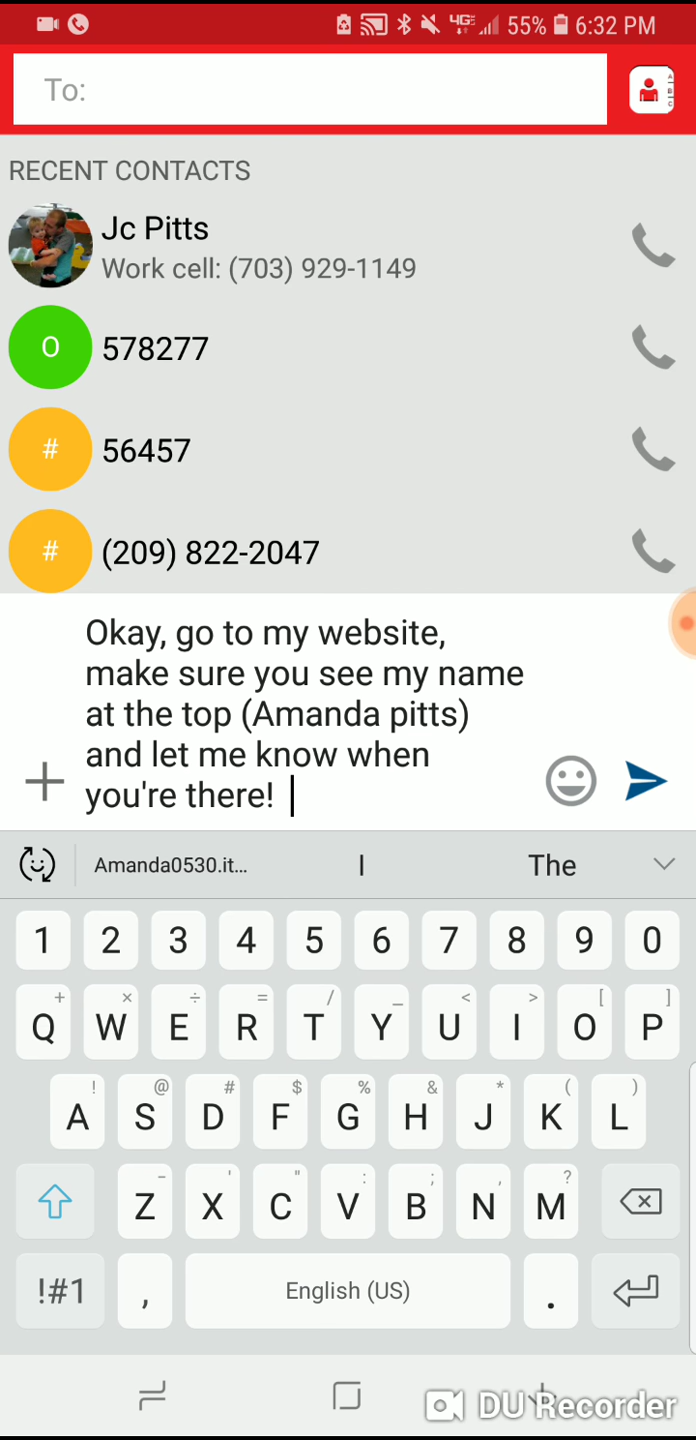 55% 6:32 PM
To:
RECENT CONTACTS
Jc Pitts
Work cell: (703) 929-1149
O 578277
# 56457
# (209) 822-2047
Okay, go to my website,
make sure you see my name
at the top (Amanda pitts)
and let me know when
you're there!
Amanda0530.it... I The
1 2 3 4 5 6 7 8 9 0
+ × ÷ = / _ < > [ ]
Q W E R T Y U I O P
! @ # $ % & * ( )
A S D F G H J K L
- ' " : ; , ?
Z X C V B N M
!#1 , English (US) .
DU Recorder